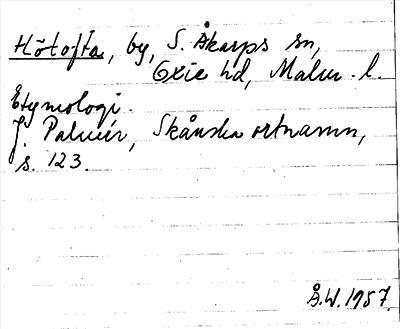 Hötofta, by, S. Åkarps sn,
Oxie hd, Malm. l.
Etymologi.
J. Palmér, Skånska ortnamn,
s. 123.
Å.W. 1957.